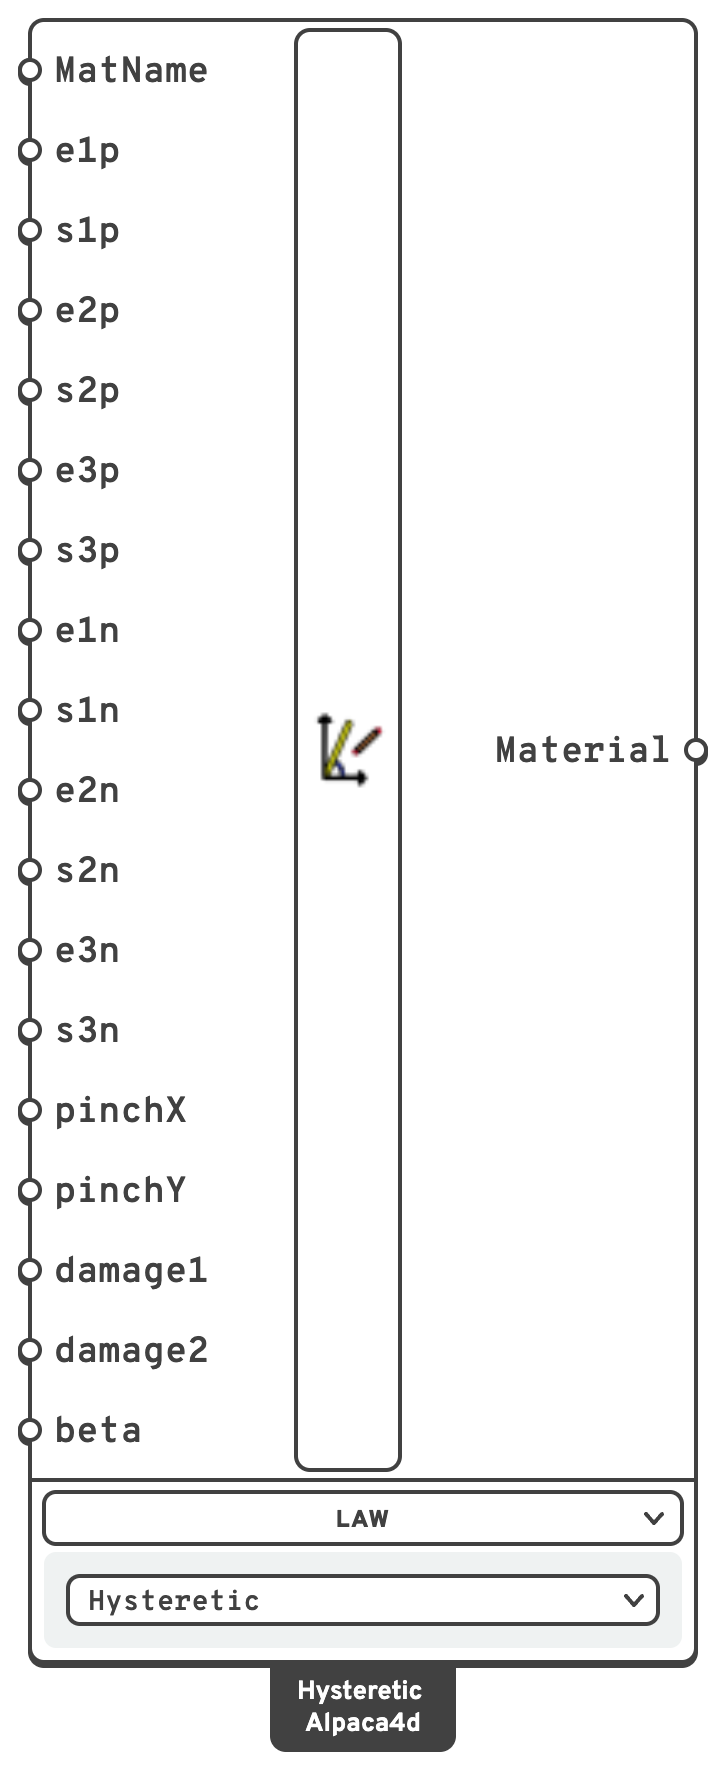 MatName
e1p
s1p
e2p
s2p
e3p
s3p
e1n
s1n
Material
e2n
s2n
e3n
s3n
pinchX
pinchY
damage1
damage2
beta
LAW
Hysteretic
Hysteretic
Alpaca4d